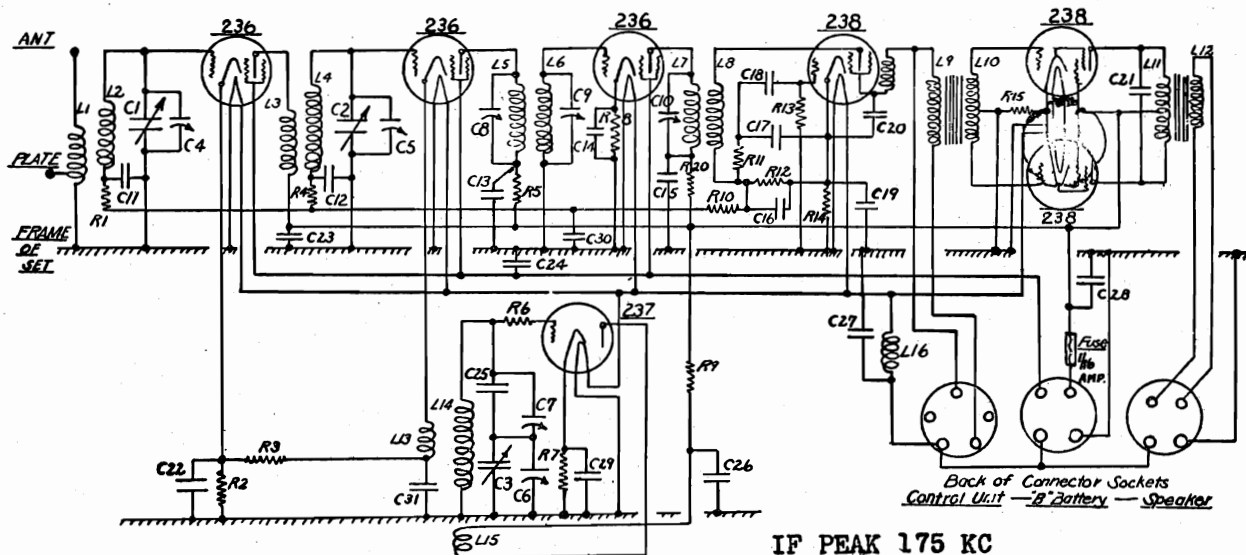 236
236
236
238
238
ANT
L1
L2
C1
C4
L3
L4
C2
C5
L5
L6
C8
C9
L7
L8
C10
C18
R13
C17
R11
C20
L9
L10
R15
C21
L11
L12
PLATE
C11
R1
R4
C12
C13
R5
C14
R8
C15
R20
R10
R12
C16
R14
C19
238
FRAME
OF
SET
C23
C24
C30
C28
R6
237
C27
L16
Fuse
1/16
AMP.
C25
C7
L14
L13
R9
C22
R3
R2
C31
C3
C6
R7
C29
C26
L15
Back of Connector Sockets
Control Unit — "B" Battery — Speaker
IF PEAK 175 KC